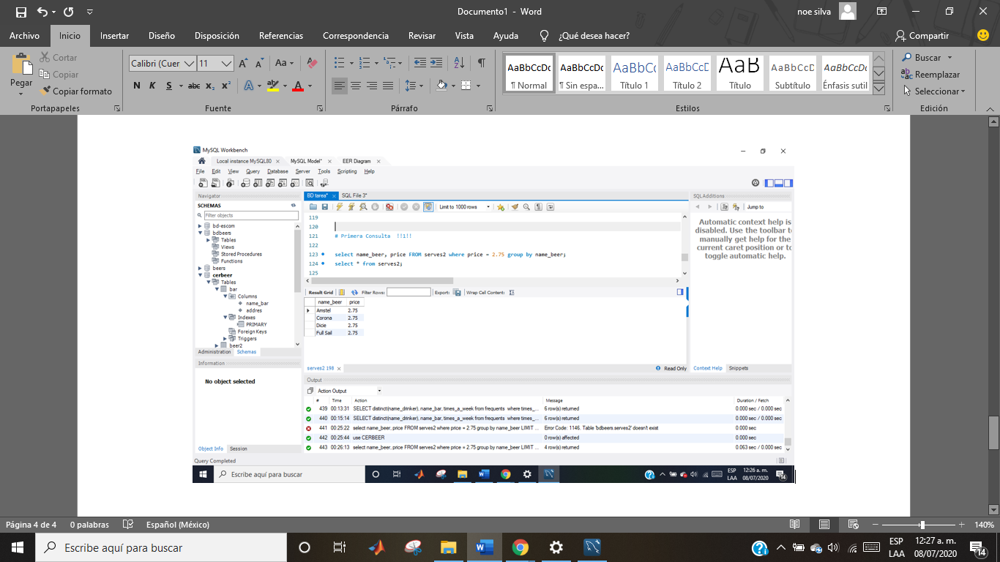 Documento1 - Word
noe silva
Archivo Inicio Insertar Diseño Disposición Referencias Correspondencia Revisar Vista Ayuda ¿Qué desea hacer? Compartir
Pegar
Cortar
Copiar
Copiar formato
Portapapeles
Calibri (Cuer 11
N K S abc x₂ x²
Fuente
Párrafo
AaBbCcDc AaBbCcDc AaBbCc AaBbCcD AaB AaBbCcD AaBbCcDc
¶ Normal ¶ Sin espa... Título 1 Título 2 Título Subtítulo Énfasis sutil
Estilos
Buscar
Reemplazar
Seleccionar
Edición
MySQL Workbench
Local instance MySQL80 MySQL Model* EER Diagram
File Edit View Query Database Server Tools Scripting Help
Navigator
SCHEMAS
Filter objects
bd-escom
bdbeers
Tables
Views
Stored Procedures
Functions
beers
cerbeer
Tables
bar
Columns
name_bar
addres
Indexes
PRIMARY
Foreign Keys
Triggers
beer2
Administration Schemas
Information
No object selected
Object Info Session
Query Completed
BD tarea* SQL File 3*
Limit to 1000 rows
119
120
121 # Primera Consulta !!1!!
122
123 select name_beer, price FROM serves2 where price = 2.75 group by name_beer;
124 select * from serves2;
125
Result Grid Filter Rows: Export: Wrap Cell Content:
name_beer price
Amstel 2.75
Corona 2.75
Dicie 2.75
Full Sail 2.75
serves2 198 Read Only
Output
Action Output
# Time Action Message Duration / Fetch
439 00:13:31 SELECT distinct(name_drinker), name_bar, times_a_week from frequents where times_... 6 row(s) returned 0.000 sec / 0.000 sec
440 00:15:14 SELECT distinct(name_drinker), name_bar, times_a_week from frequents where times_... 6 row(s) returned 0.000 sec / 0.000 sec
441 00:25:22 select name_beer, price FROM serves2 where price = 2.75 group by name_beer LIMIT ... Error Code: 1146. Table 'bdbeers.serves2' doesn't exist 0.000 sec
442 00:25:44 use CERBEER 0 row(s) affected 0.000 sec
443 00:26:13 select name_beer, price FROM serves2 where price = 2.75 group by name_beer LIMIT ... 4 row(s) returned 0.063 sec / 0.000 sec
SQLAdditions
Jump to
Automatic context help is
disabled. Use the toolbar to
manually get help for the
current caret position or to
toggle automatic help.
Context Help Snippets
Escribe aquí para buscar
ESP
LAA
12:26 a. m.
08/07/2020
14
Página 4 de 4 0 palabras Español (México) 140%
Escribe aquí para buscar
ESP
LAA
12:27 a. m.
08/07/2020
14